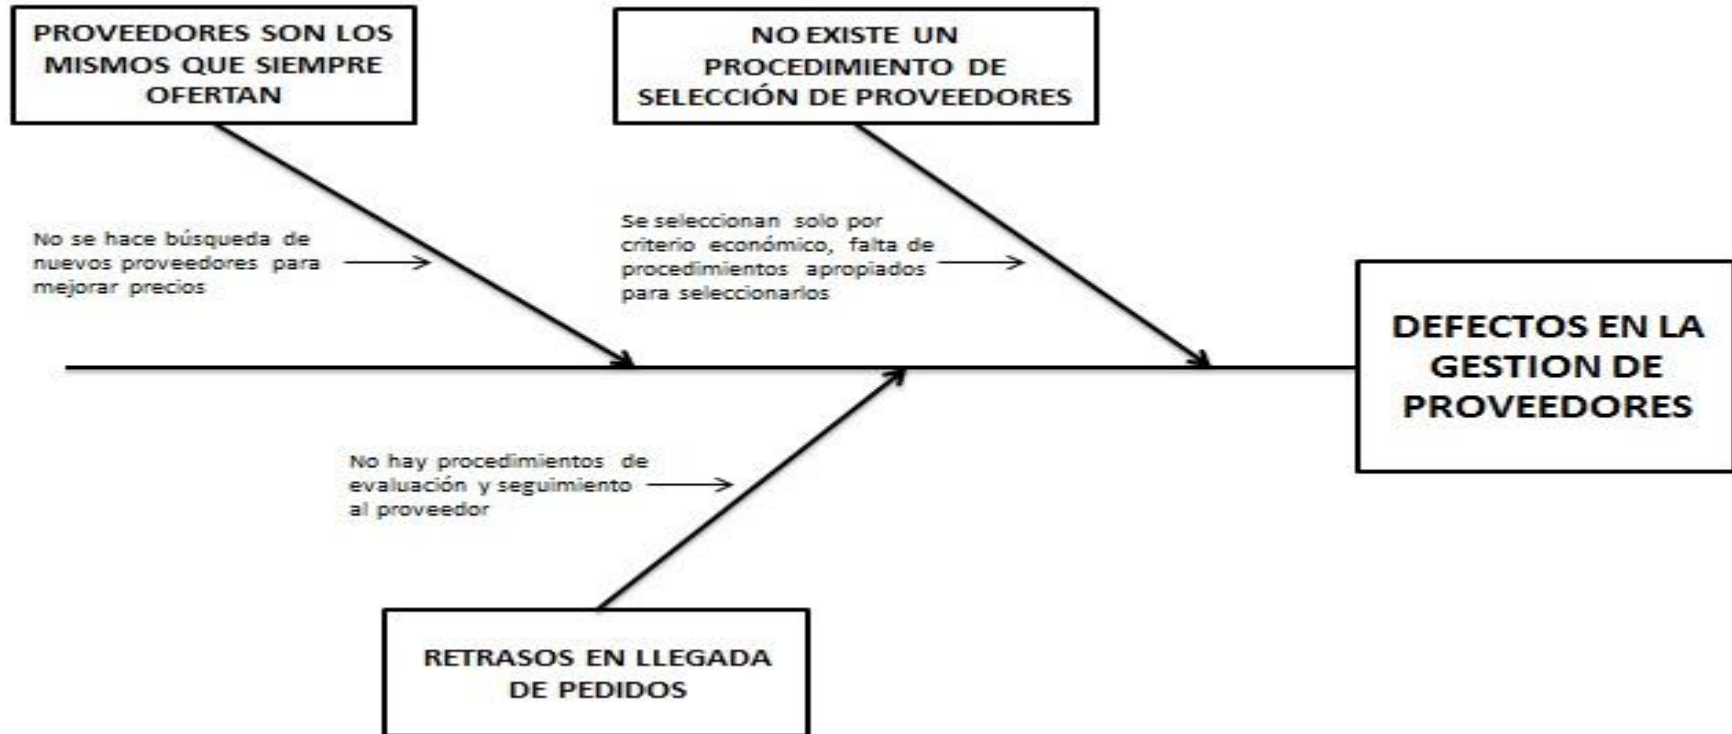 PROVEEDORES SON LOS
MISMOS QUE SIEMPRE
OFERTAN
NO EXISTE UN
PROCEDIMIENTO DE
SELECCIÓN DE PROVEEDORES
No se hace búsqueda de
nuevos proveedores para
mejorar precios
Se seleccionan solo por
criterio económico, falta de
procedimientos apropiados
para seleccionarlos
DEFECTOS EN LA
GESTION DE
PROVEEDORES
No hay procedimientos de
evaluación y seguimiento
al proveedor
RETRASOS EN LLEGADA
DE PEDIDOS